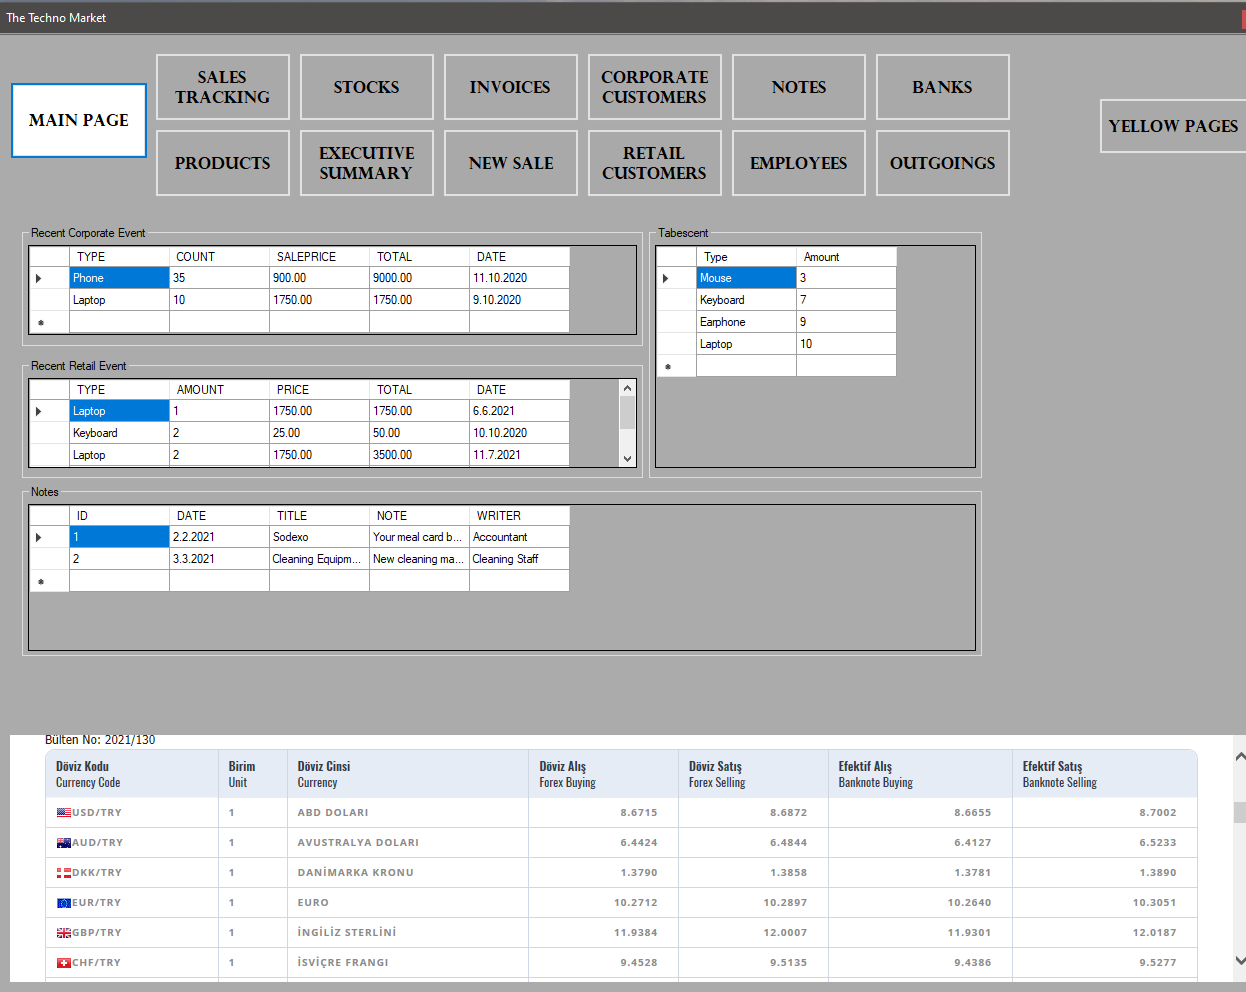 The Techno Market
MAIN PAGE
SALES TRACKING
STOCKS
INVOICES
CORPORATE CUSTOMERS
NOTES
BANKS
YELLOW PAGES
PRODUCTS
EXECUTIVE SUMMARY
NEW SALE
RETAIL CUSTOMERS
EMPLOYEES
OUTGOINGS
Recent Corporate Event
TYPE COUNT SALEPRICE TOTAL DATE
Phone 35 900.00 9000.00 11.10.2020
Laptop 10 1750.00 1750.00 9.10.2020
Tabescent
Type Amount
Mouse 3
Keyboard 7
Earphone 9
Laptop 10
Recent Retail Event
TYPE AMOUNT PRICE TOTAL DATE
Laptop 1 1750.00 1750.00 6.6.2021
Keyboard 2 25.00 50.00 10.10.2020
Laptop 2 1750.00 3500.00 11.7.2021
Notes
ID DATE TITLE NOTE WRITER
1 2.2.2021 Sodexo Your meal card b... Accountant
2 3.3.2021 Cleaning Equipm... New cleaning ma... Cleaning Staff
Bülten No: 2021/130
Döviz Kodu Birim Döviz Cinsi Döviz Alış Döviz Satış Efektif Alış Efektif Satış
Currency Code Unit Currency Forex Buying Forex Selling Banknote Buying Banknote Selling
USD/TRY 1 ABD DOLARI 8.6715 8.6872 8.6655 8.7002
AUD/TRY 1 AVUSTRALYA DOLARI 6.4424 6.4844 6.4127 6.5233
DKK/TRY 1 DANİMARKA KRONU 1.3790 1.3858 1.3781 1.3890
EUR/TRY 1 EURO 10.2712 10.2897 10.2640 10.3051
GBP/TRY 1 İNGİLİZ STERLİNİ 11.9384 12.0007 11.9301 12.0187
CHF/TRY 1 İSVİÇRE FRANGI 9.4528 9.5135 9.4386 9.5277